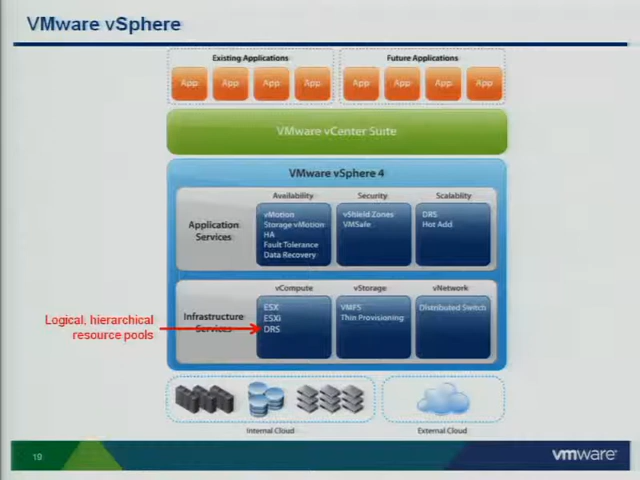 VMware vSphere
Existing Applications
Future Applications
App
App
App
App
App
App
App
App
VMware vCenter Suite
VMware vSphere 4
Availability
Security
Scalability
Application
Services
vMotion
Storage vMotion
HA
Fault Tolerance
Data Recovery
vShield Zones
VMSafe
DRS
Hot Add
vCompute
vStorage
vNetwork
Infrastructure
Services
ESX
ESXi
DRS
VMFS
Thin Provisioning
Distributed Switch
Logical, hierarchical
resource pools
Internal Cloud
External Cloud
19
vmware